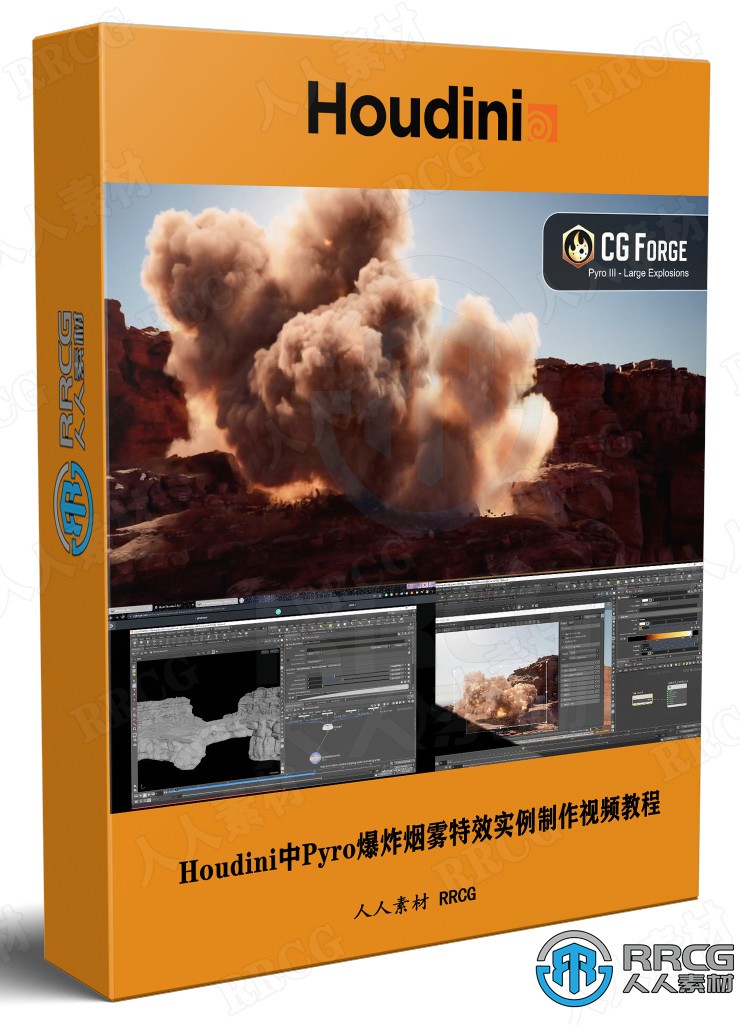 Houdini
CG FORGE
Pyro III - Large Explosions
RRCG
人人素材
Houdini中Pyro爆炸烟雾特效实例制作视频教程
人人素材 RRCG
RRCG
人人素材